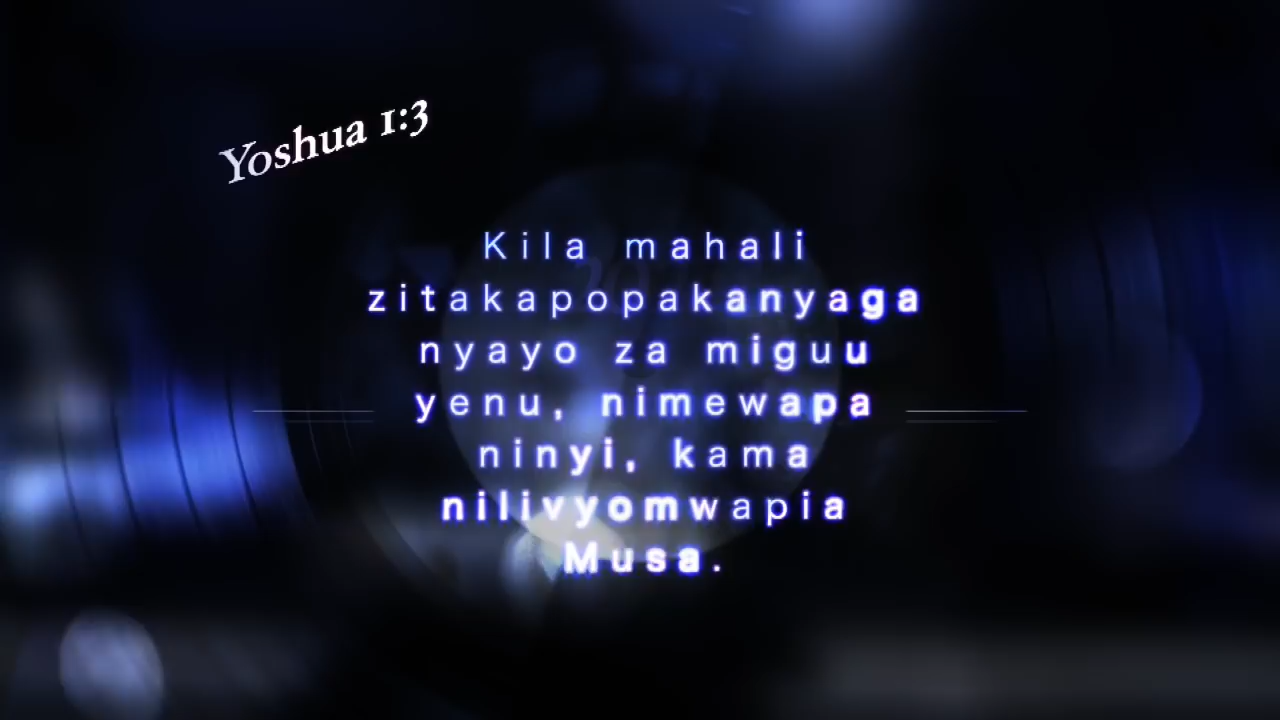 Yoshua 1:3
Kila mahali
zitakapopakanyaga
nyayo za miguu
yenu, nimewapa
ninyi, kama
nilivyomwapia
Musa.